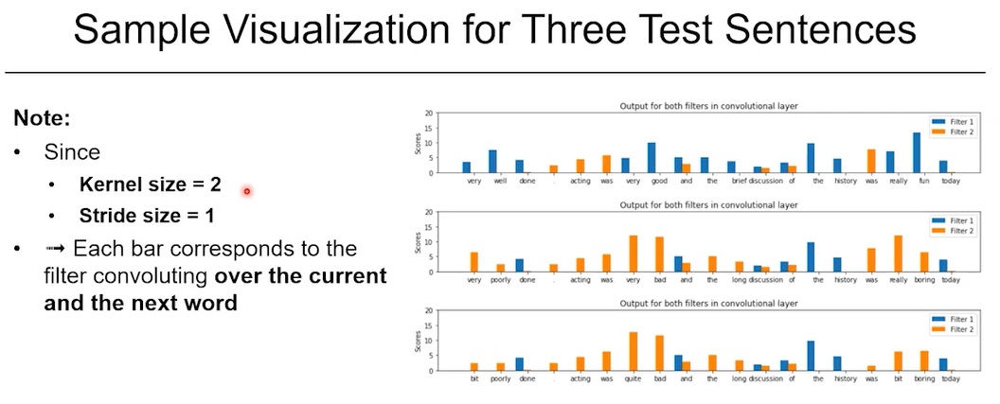 Sample Visualization for Three Test Sentences
Note:
• Since
• Kernel size = 2
• Stride size = 1
• → Each bar corresponds to the
filter convoluting over the current
and the next word
Output for both filters in convolutional layer
Scores
20
15
10
5
0
Filter 1
Filter 2
very well done . acting was very good and the brief discussion of the history was really fun today
Output for both filters in convolutional layer
Scores
20
15
10
5
0
Filter 1
Filter 2
very poorly done . acting was very bad and the long discussion of the history was really boring today
Output for both filters in convolutional layer
Scores
20
15
10
5
0
Filter 1
Filter 2
bit poorly done . acting was quite bad and the long discussion of the history was bit boring today